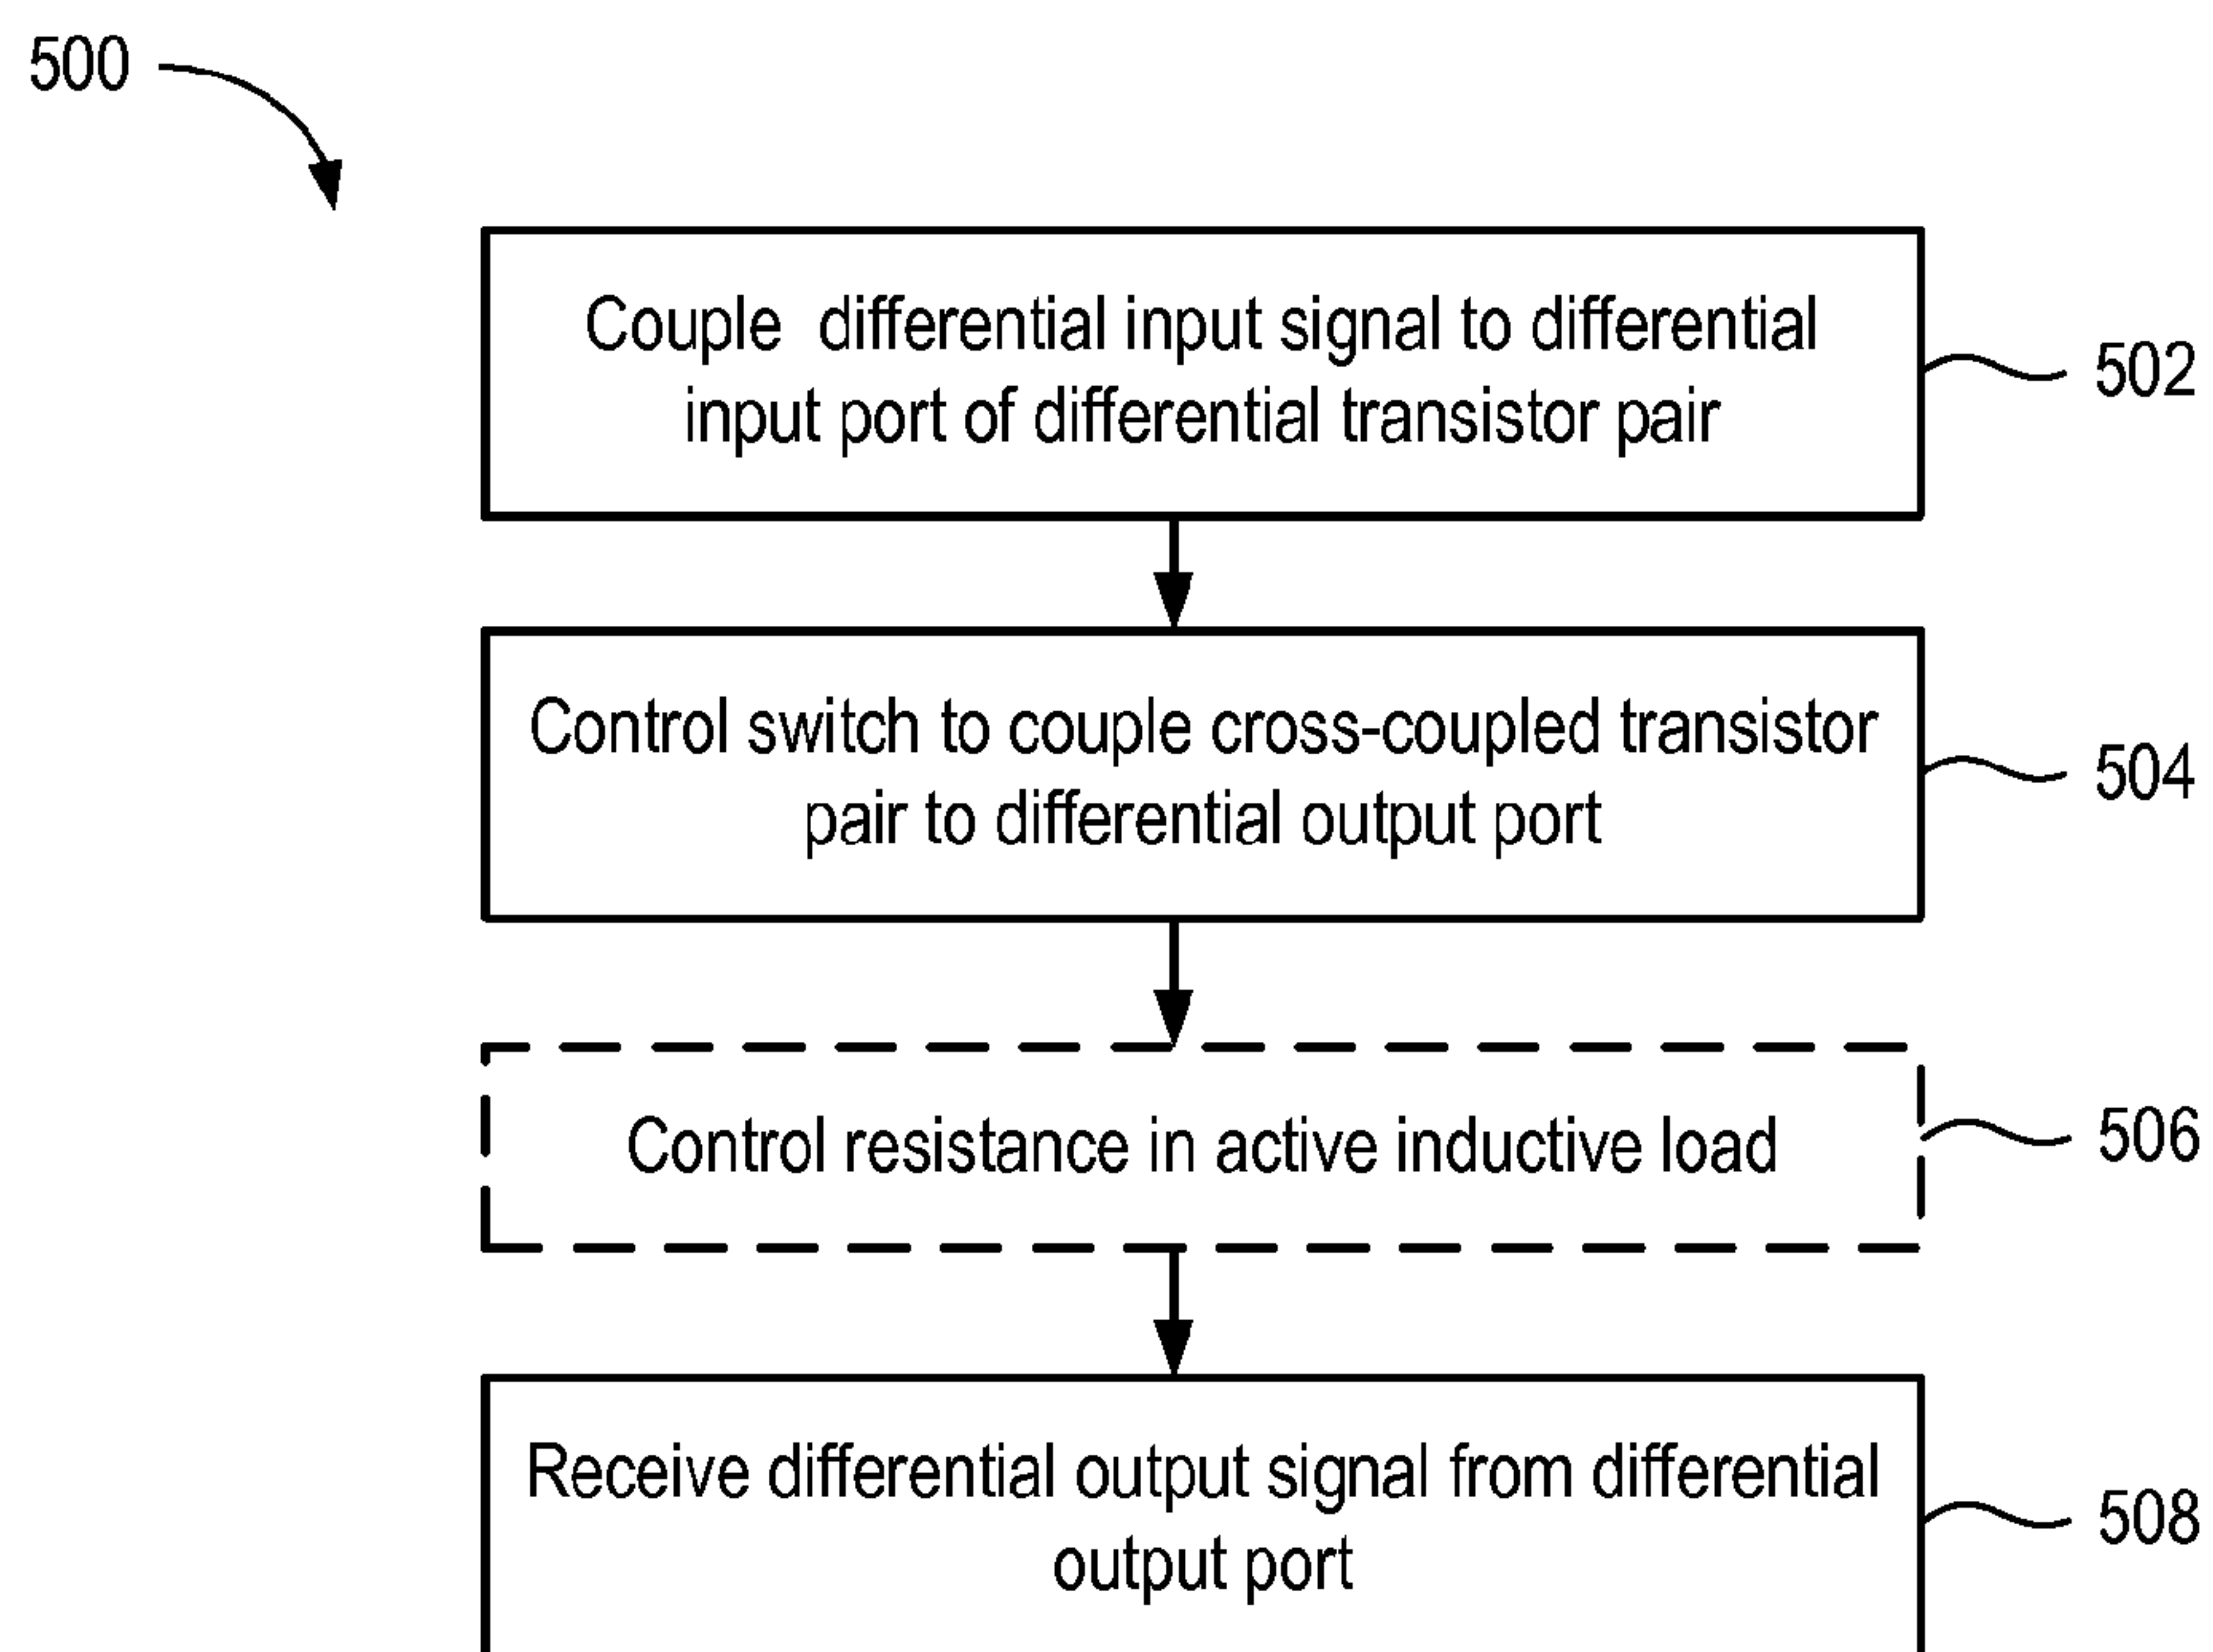 500
Couple differential input signal to differential
input port of differential transistor pair
502
Control switch to couple cross-coupled transistor
pair to differential output port
504
Control resistance in active inductive load
506
Receive differential output signal from differential
output port
508